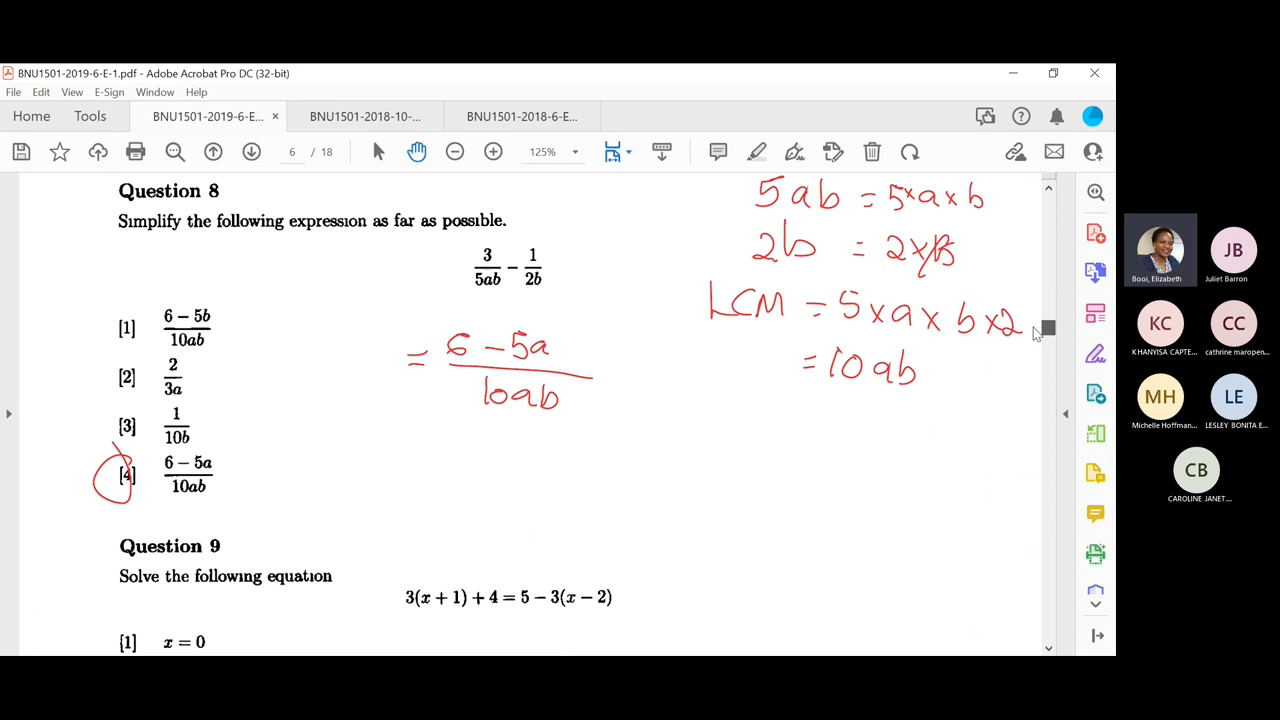 BNU1501-2019-6-E-1.pdf - Adobe Acrobat Pro DC (32-bit)
File Edit View E-Sign Window Help
Home Tools BNU1501-2019-6-E... × BNU1501-2018-10-... BNU1501-2018-6-E...
6 / 18 125%
Question 8
Simplify the following expression as far as possible.
3/5ab − 1/2b
[1] 6 − 5b/10ab
[2] 2/3a
[3] 1/10b
[4] 6 − 5a/10ab
= 6 − 5a/10ab
5ab = 5×a×b
2b = 2×b
LCM = 5×a×b×2
= 10ab
Question 9
Solve the following equation
3(x + 1) + 4 = 5 − 3(x − 2)
[1] x = 0
Booi, Elizabeth
JB
Juliet Barron
KC
KHANYISA CAPTE...
CC
cathrine maropen...
MH
Michelle Hoffman...
LE
LESLEY BONITA E...
CB
CAROLINE JANET...